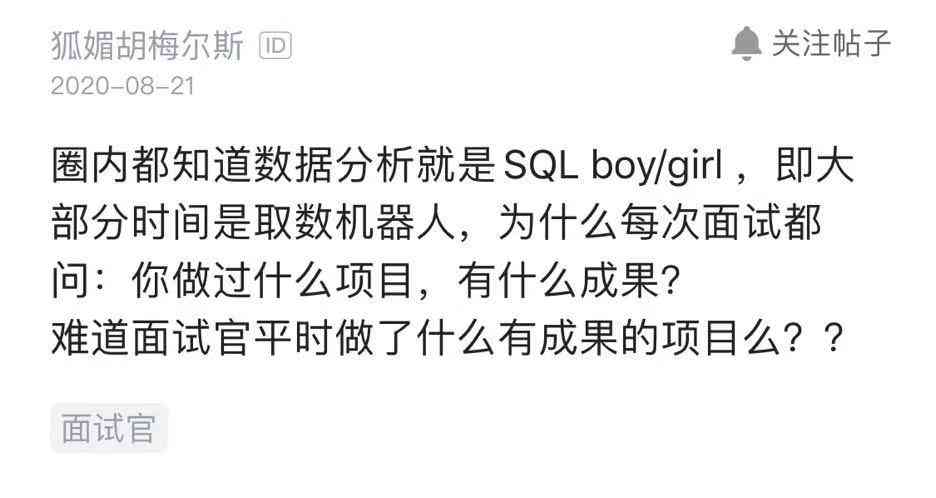 狐媚胡梅尔斯 ID
关注帖子
2020-08-21
圈内都知道数据分析就是SQL boy/girl ，即大
部分时间是取数机器人，为什么每次面试都
问：你做过什么项目，有什么成果？
难道面试官平时做了什么有成果的项目么？？
面试官